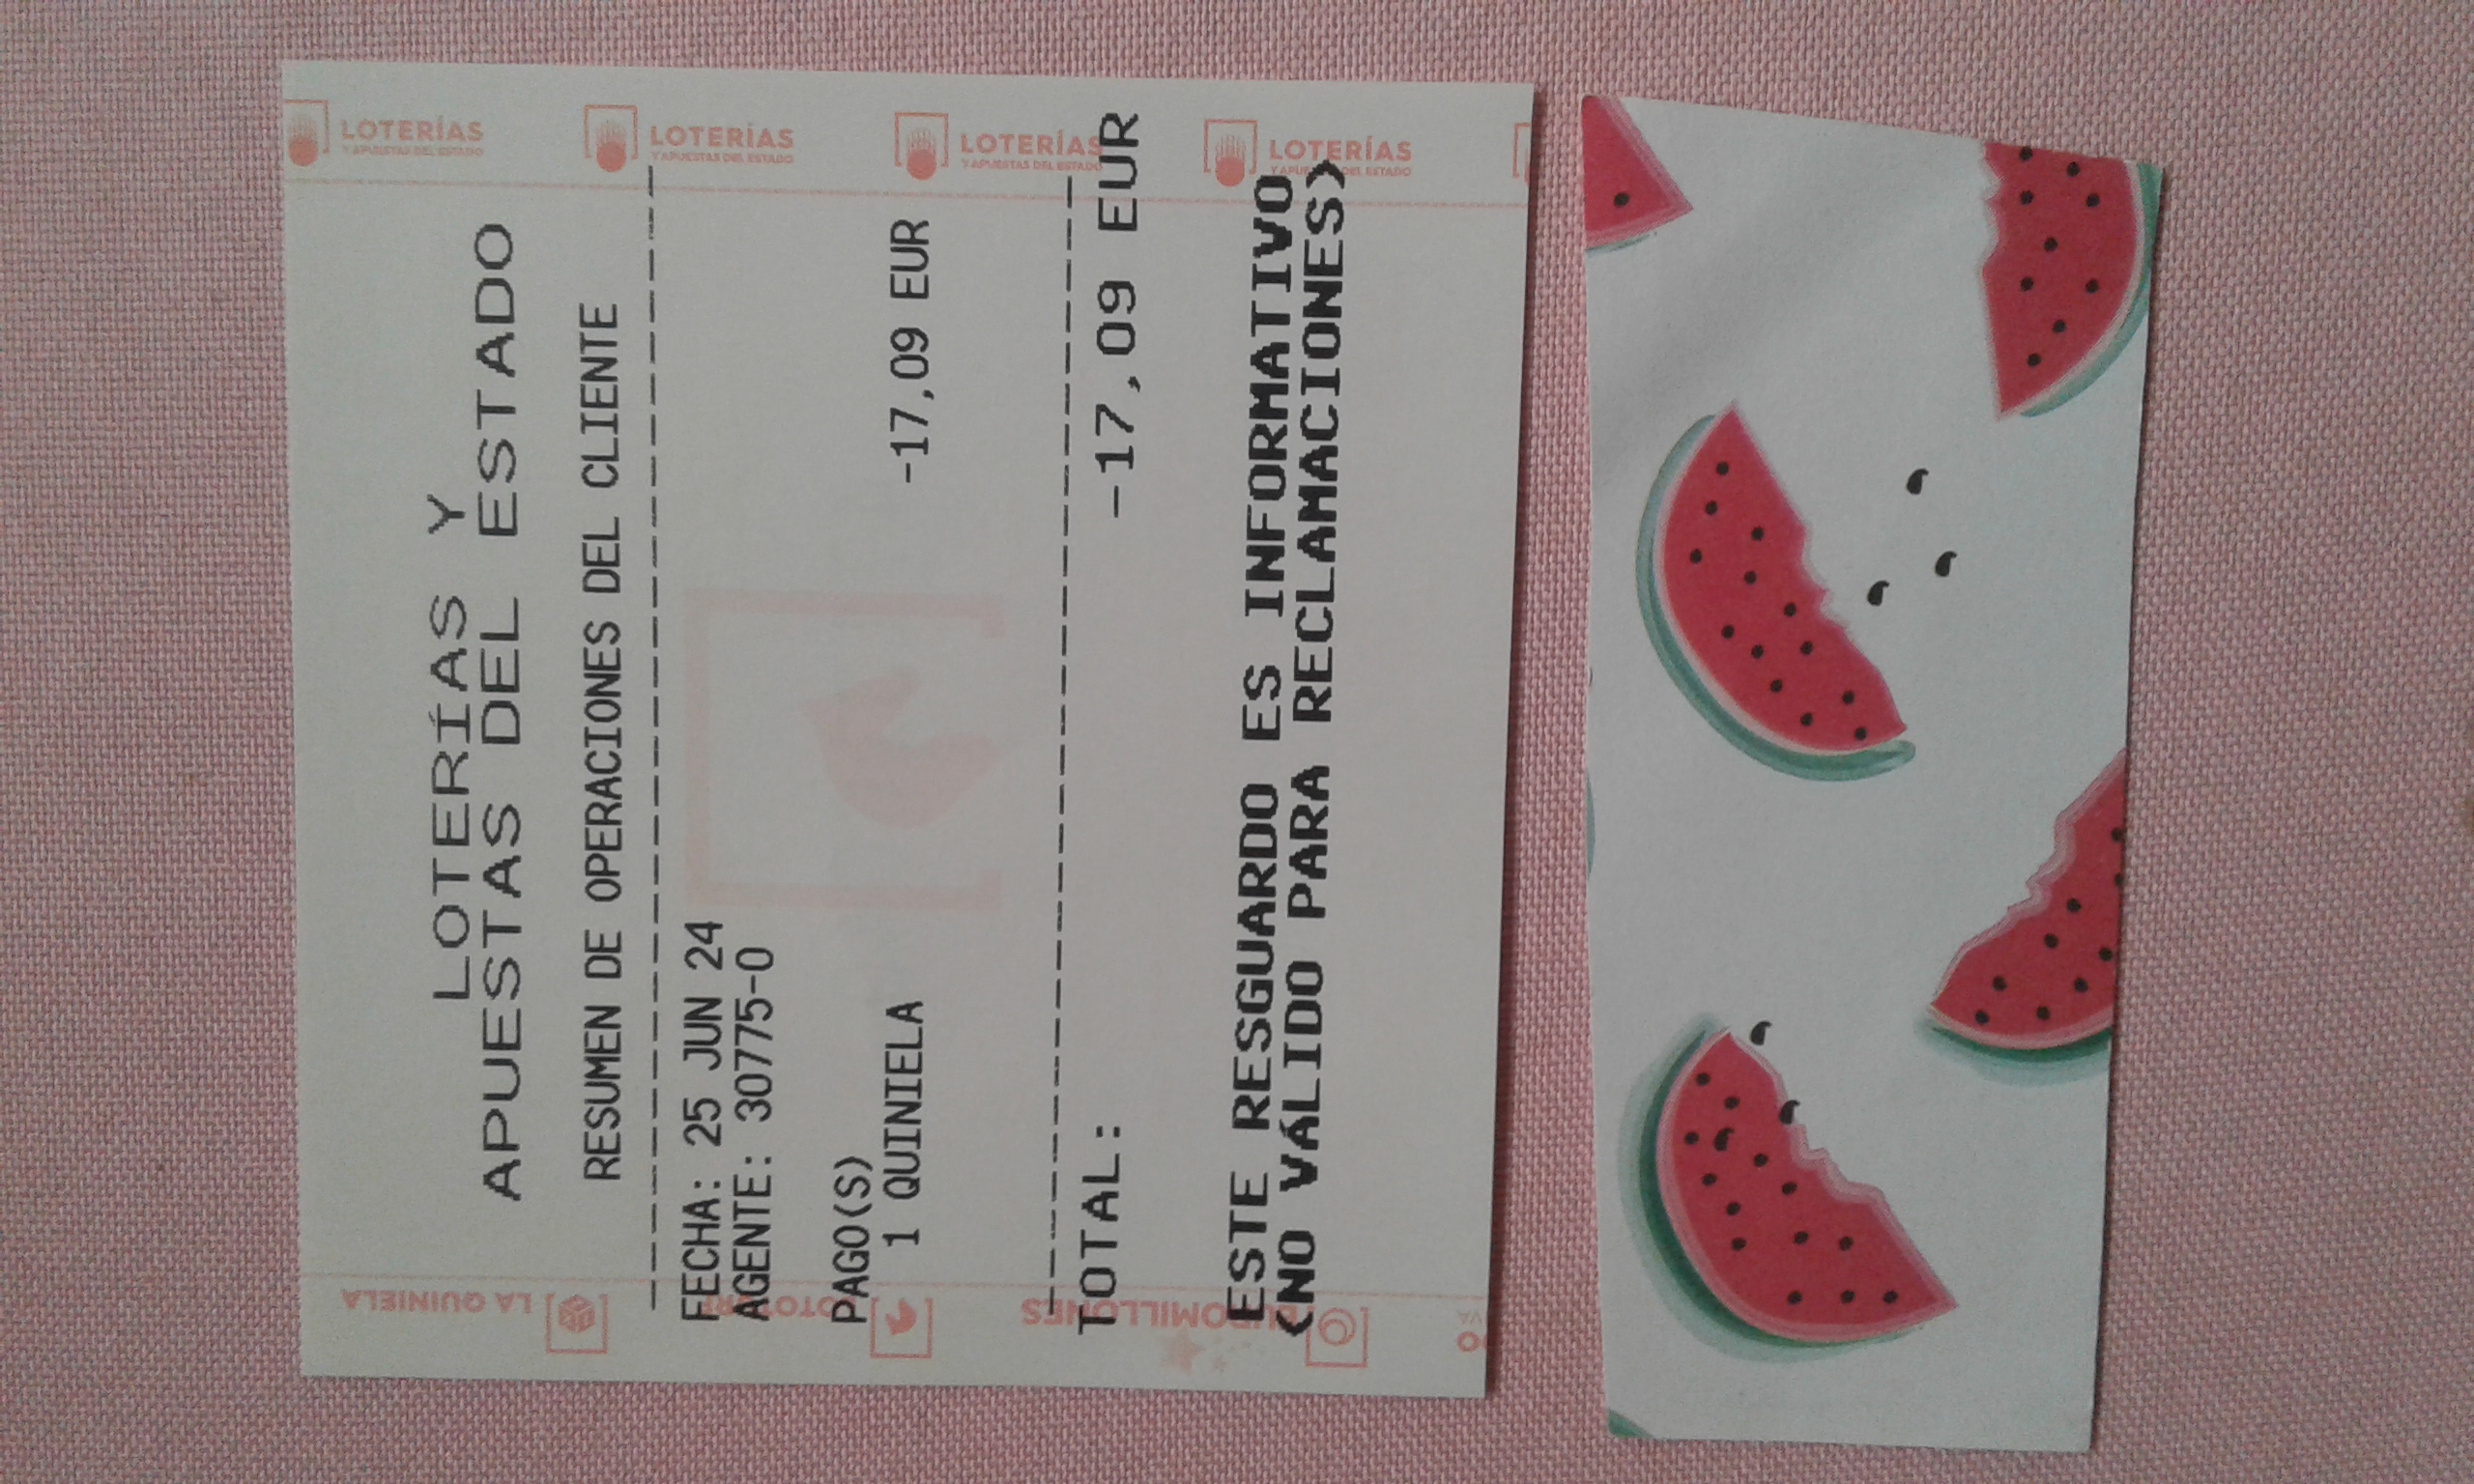 LOTERÍAS Y
APUESTAS DEL ESTADO
RESUMEN DE OPERACIONES DEL CLIENTE
FECHA: 25 JUN 24
AGENTE: 30775-0
PAGO(S)
1 QUINIELA -17,09 EUR
TOTAL: -17,09 EUR
ESTE RESGUARDO ES INFORMATIVO
(NO VÁLIDO PARA RECLAMACIONES)
LOTERÍAS
Y APUESTAS DEL ESTADO
LOTERÍAS
Y APUESTAS DEL ESTADO
LOTERÍAS
Y APUESTAS DEL ESTADO
LOTERÍAS
Y APUESTAS DEL ESTADO
LA QUINIELA
EUROMILLONES